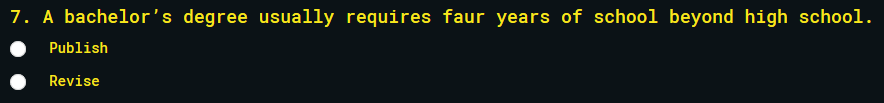 7. A bachelor’s degree usually requires faur years of school beyond high school.
Publish
Revise